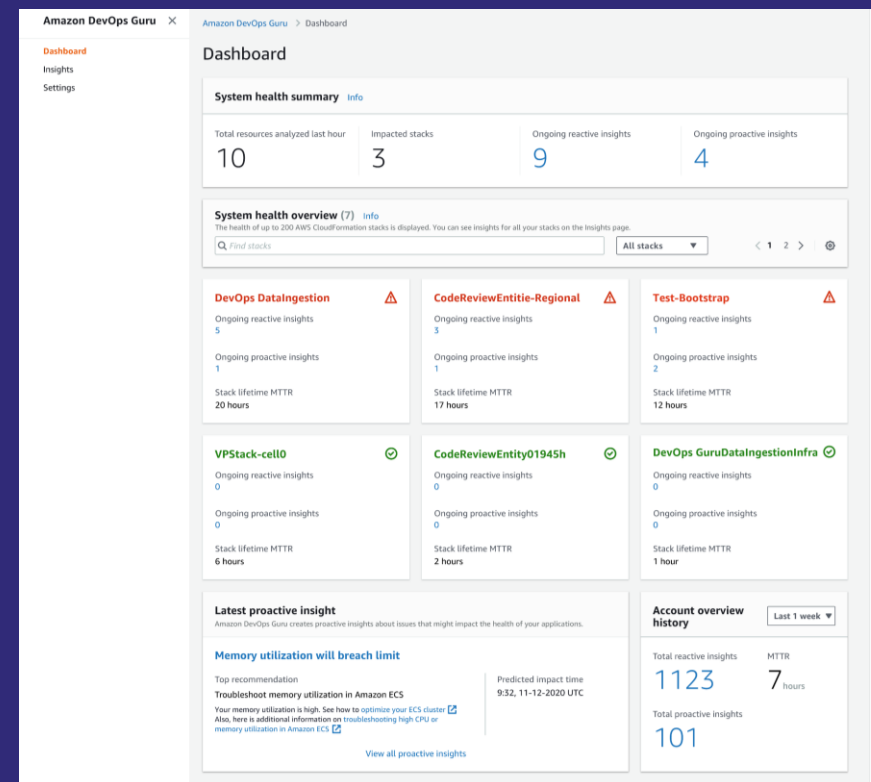 Amazon DevOps Guru
Dashboard
Insights
Settings
Amazon DevOps Guru > Dashboard
Dashboard
System health summary Info
Total resources analyzed last hour
10
Impacted stacks
3
Ongoing reactive insights
9
Ongoing proactive insights
4
System health overview (7) Info
The health of up to 200 AWS CloudFormation stacks is displayed. You can see insights for all your stacks on the Insights page.
Find stacks
All stacks
< 1 2 >
DevOps DataIngestion
Ongoing reactive insights
5
Ongoing proactive insights
1
Stack lifetime MTTR
20 hours
CodeReviewEntitie-Regional
Ongoing reactive insights
3
Ongoing proactive insights
1
Stack lifetime MTTR
17 hours
Test-Bootstrap
Ongoing reactive insights
1
Ongoing proactive insights
2
Stack lifetime MTTR
12 hours
VPStack-cell0
Ongoing reactive insights
0
Ongoing proactive insights
0
Stack lifetime MTTR
6 hours
CodeReviewEntity01945h
Ongoing reactive insights
0
Ongoing proactive insights
0
Stack lifetime MTTR
2 hours
DevOps GuruDataIngestionInfra
Ongoing reactive insights
0
Ongoing proactive insights
0
Stack lifetime MTTR
1 hour
Latest proactive insight
Amazon DevOps Guru creates proactive insights about issues that might impact the health of your applications.
Memory utilization will breach limit
Top recommendation
Troubleshoot memory utilization in Amazon ECS
Your memory utilization is high. See how to optimize your ECS cluster
Also, here is additional information on troubleshooting high CPU or
memory utilization in Amazon ECS
Predicted impact time
9:32, 11-12-2020 UTC
View all proactive insights
Account overview
history
Last 1 week
Total reactive insights
1123
MTTR
7 hours
Total proactive insights
101